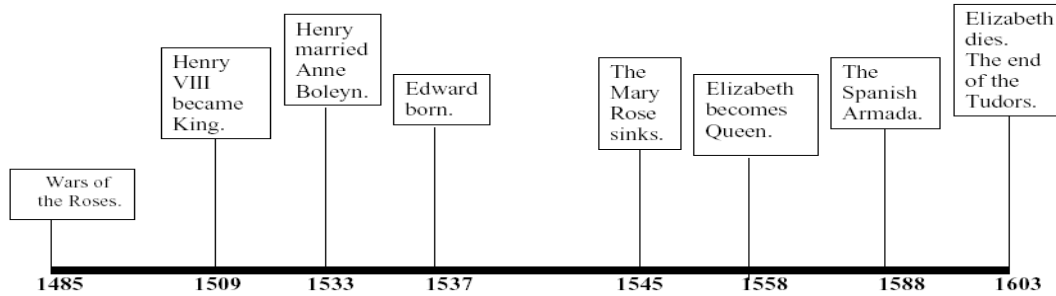 Wars of
the Roses.
Henry
VIII
became
King.
Henry
married
Anne
Boleyn.
Edward
born.
The
Mary
Rose
sinks.
Elizabeth
becomes
Queen.
The
Spanish
Armada.
Elizabeth
dies.
The end
of the
Tudors.
1485 1509 1533 1537 1545 1558 1588 1603